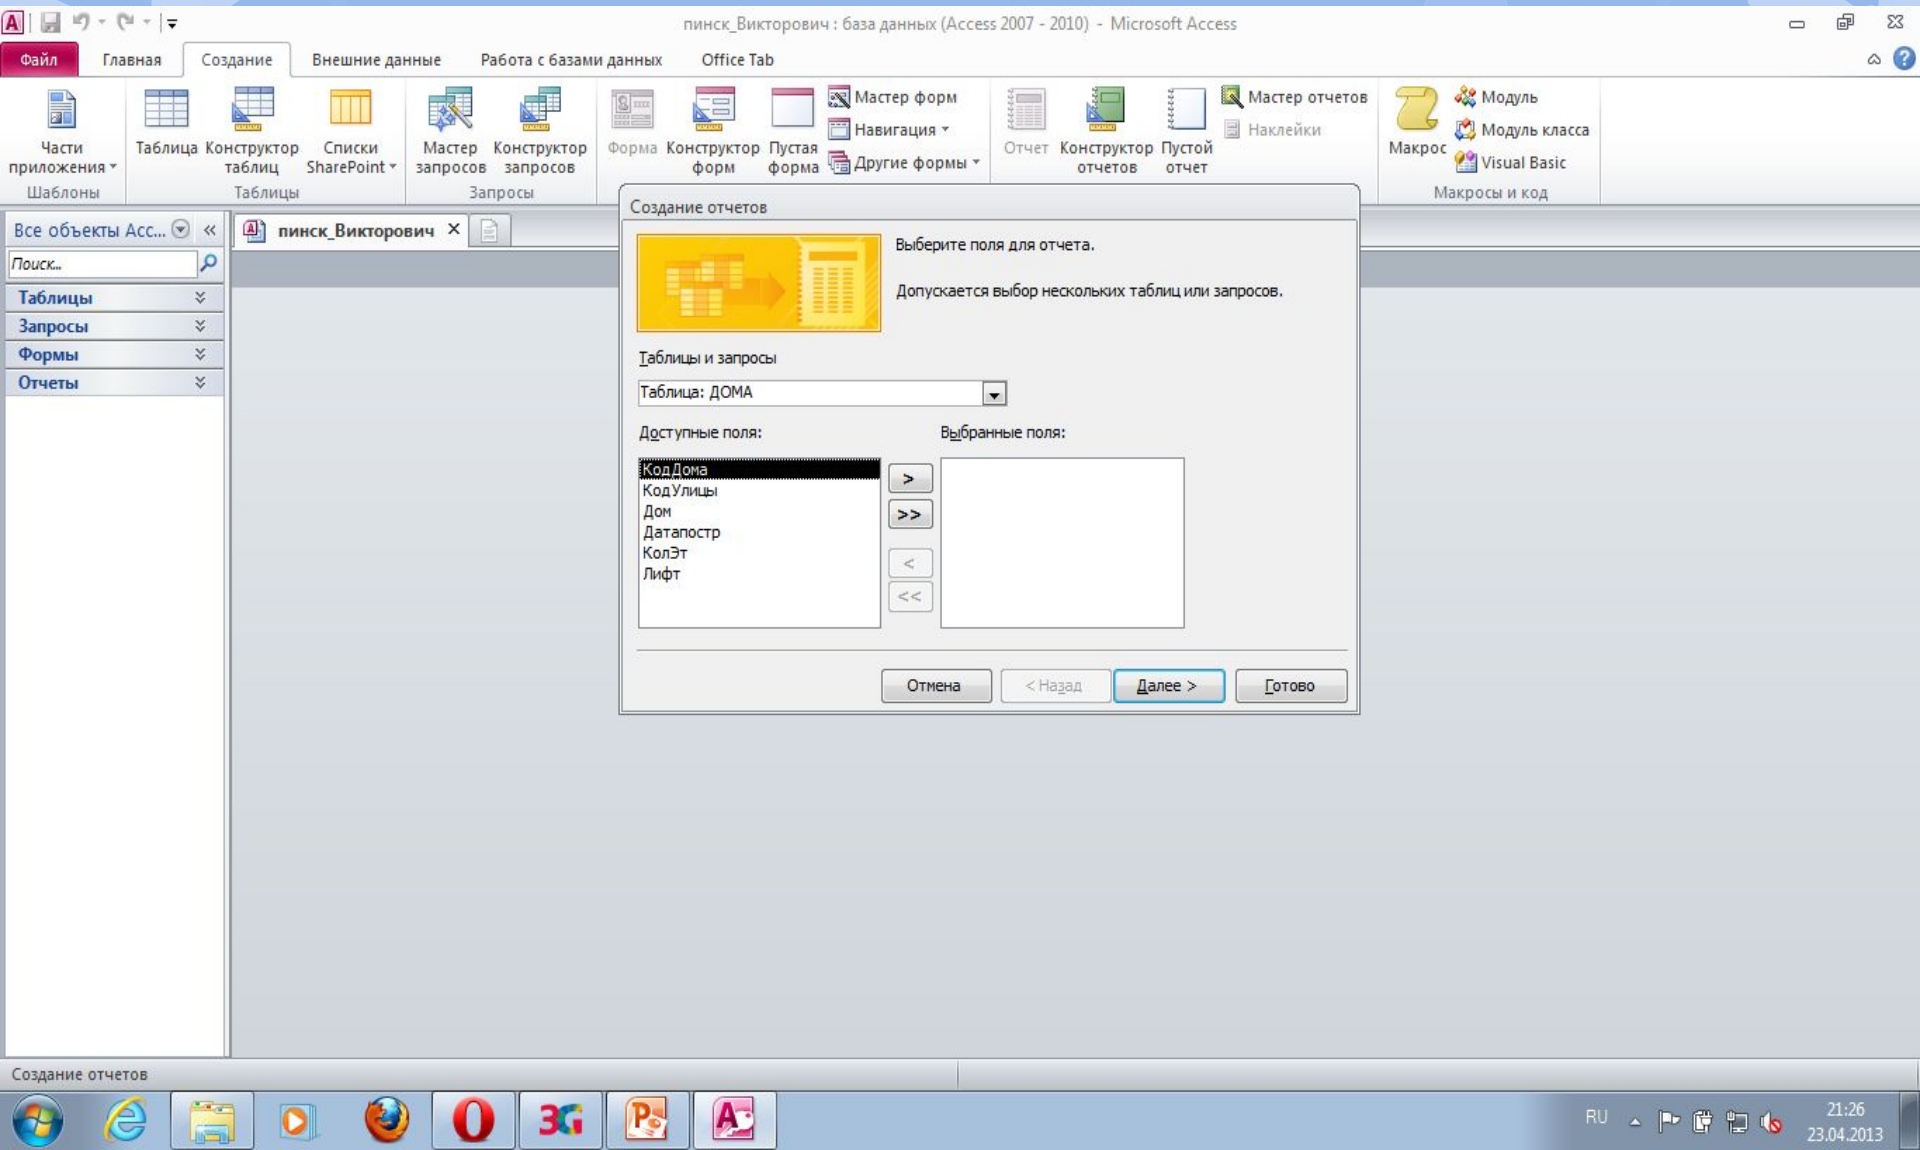 пинск_Викторович : база данных (Access 2007 - 2010) - Microsoft Access
Файл Главная Создание Внешние данные Работа с базами данных Office Tab
Части приложения
Таблица
Конструктор таблиц
Списки SharePoint
Мастер запросов
Конструктор запросов
Форма
Конструктор форм
Пустая форма
Мастер форм
Навигация
Другие формы
Отчет
Конструктор отчетов
Пустой отчет
Мастер отчетов
Наклейки
Макрос
Модуль
Модуль класса
Visual Basic
Шаблоны Таблицы Запросы Макросы и код
Все объекты Acc... «
пинск_Викторович
Поиск...
Таблицы
Запросы
Формы
Отчеты
Создание отчетов
Выберите поля для отчета.
Допускается выбор нескольких таблиц или запросов.
Таблицы и запросы
Таблица: ДОМА
Доступные поля: Выбранные поля:
КодДома
КодУлицы
Дом
Датапостр
КолЭт
Лифт
>
>>
<
<<
Отмена < Назад Далее > Готово
Создание отчетов
3G
RU
21:26
23.04.2013